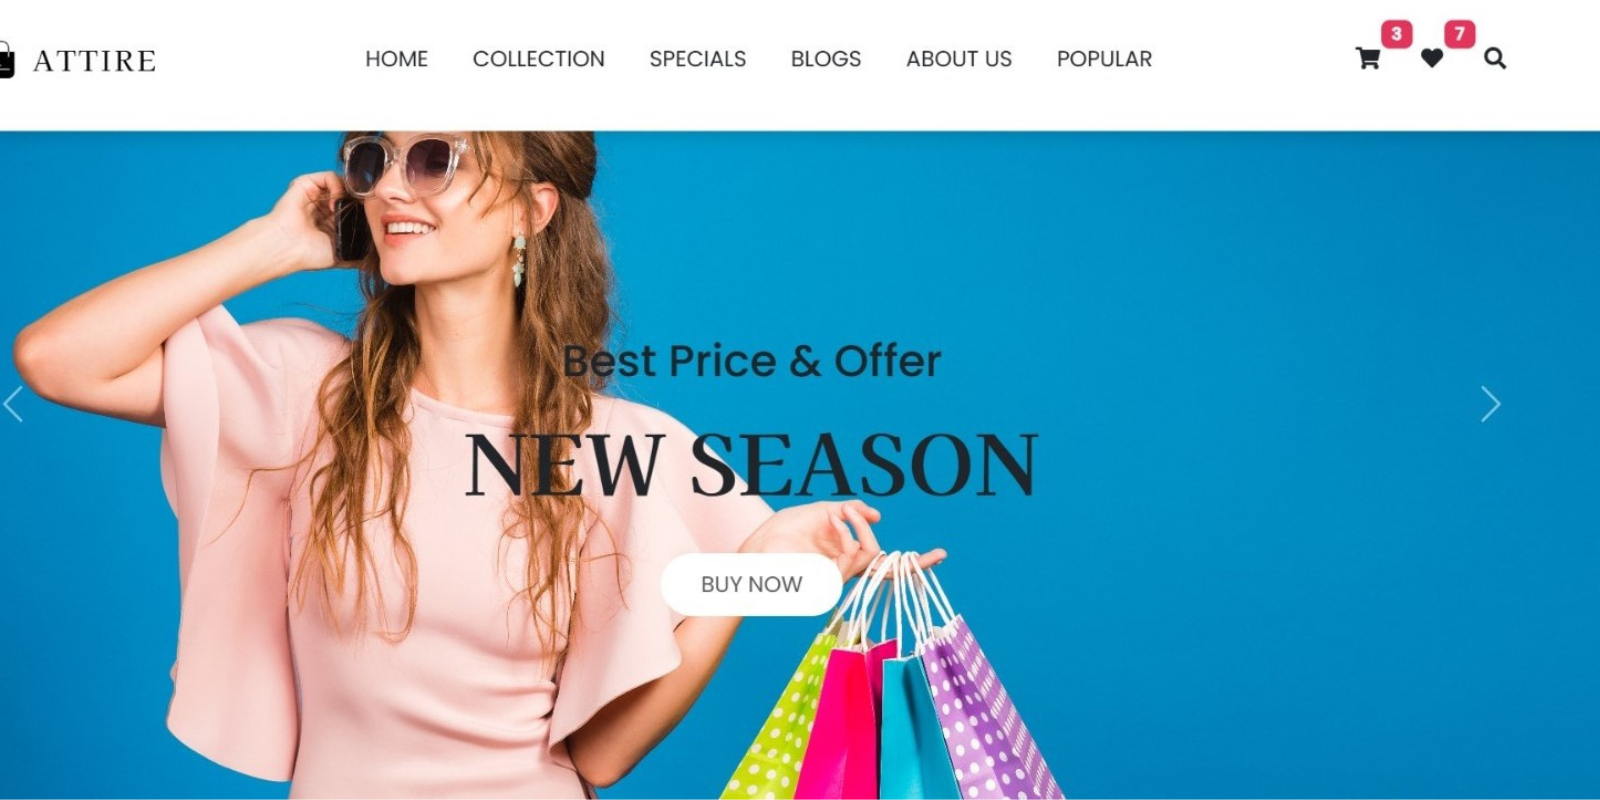 ATTIRE HOME COLLECTION SPECIALS BLOGS ABOUT US POPULAR 3 7
Best Price & Offer
NEW SEASON
BUY NOW